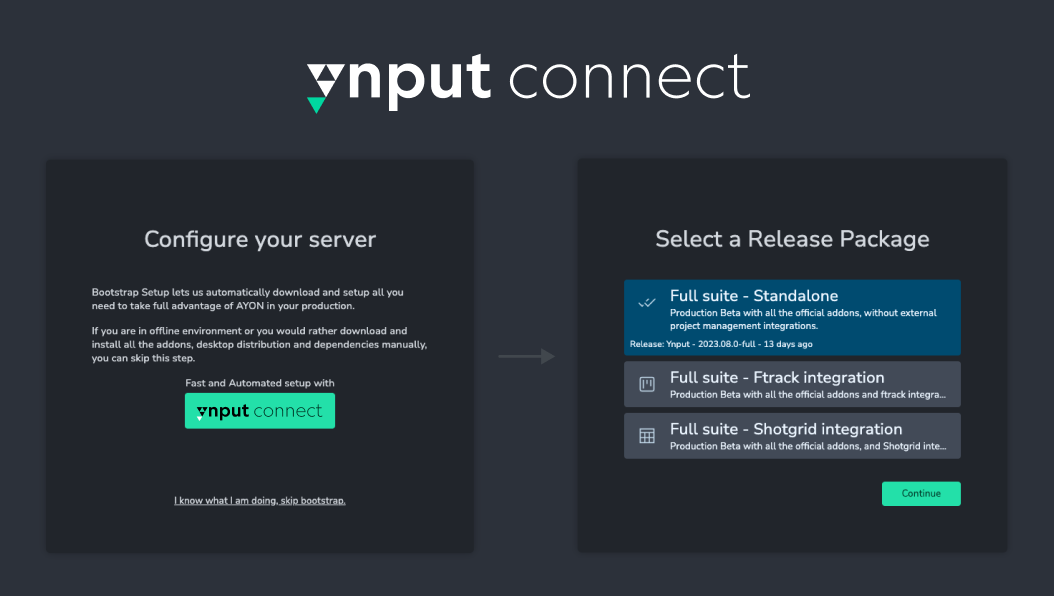 ynput connect
Configure your server
Bootstrap Setup lets us automatically download and setup all you
need to take full advantage of AYON in your production.
If you are in offline environment or you would rather download and
install all the addons, desktop distribution and dependencies manually,
you can skip this step.
Fast and Automated setup with
ynput connect
I know what I am doing, skip bootstrap.
Select a Release Package
Full suite - Standalone
Production Beta with all the official addons, without external
project management integrations.
Release: Ynput - 2023.08.0-full - 13 days ago
Full suite - Ftrack integration
Production Beta with all the official addons and ftrack integra...
Full suite - Shotgrid integration
Production Beta with all the official addons, and Shotgrid inte...
Continue